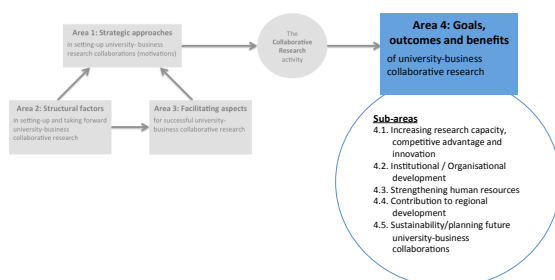 Area 1: Strategic approaches
in setting-up university- business
research collaborations (motivations)
The
Collaborative
Research
activity
Area 4: Goals,
outcomes and benefits
of university-business
collaborative research
Area 2: Structural factors
in setting-up and taking forward
university-business collaborative
research
Area 3: Facilitating aspects
for successful university-
business collaborative research
Sub-areas
4.1. Increasing research capacity,
competitive advantage and
innovation
4.2. Institutional / Organisational
development
4.3. Strengthening human resources
4.4. Contribution to regional
development
4.5. Sustainability/planning future
university-business
collaborations